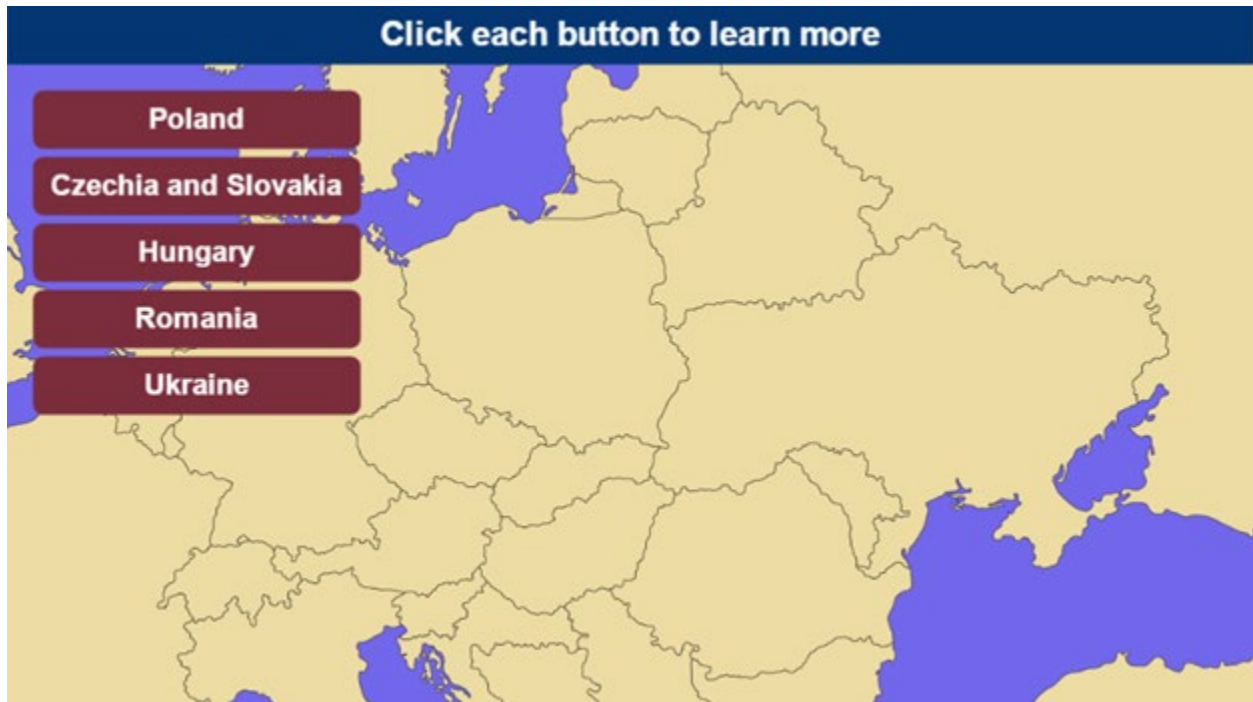 Click each button to learn more
Poland
Czechia and Slovakia
Hungary
Romania
Ukraine